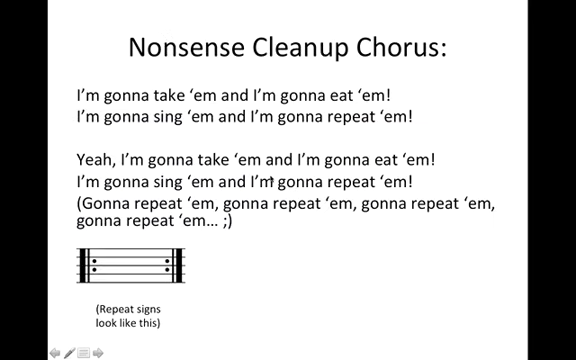 Nonsense Cleanup Chorus:
I’m gonna take ‘em and I’m gonna eat ‘em!
I’m gonna sing ‘em and I’m gonna repeat ‘em!
Yeah, I’m gonna take ‘em and I’m gonna eat ‘em!
I’m gonna sing ‘em and I’m gonna repeat ‘em!
(Gonna repeat ‘em, gonna repeat ‘em, gonna repeat ‘em,
gonna repeat ‘em… ;)
(Repeat signs
look like this)